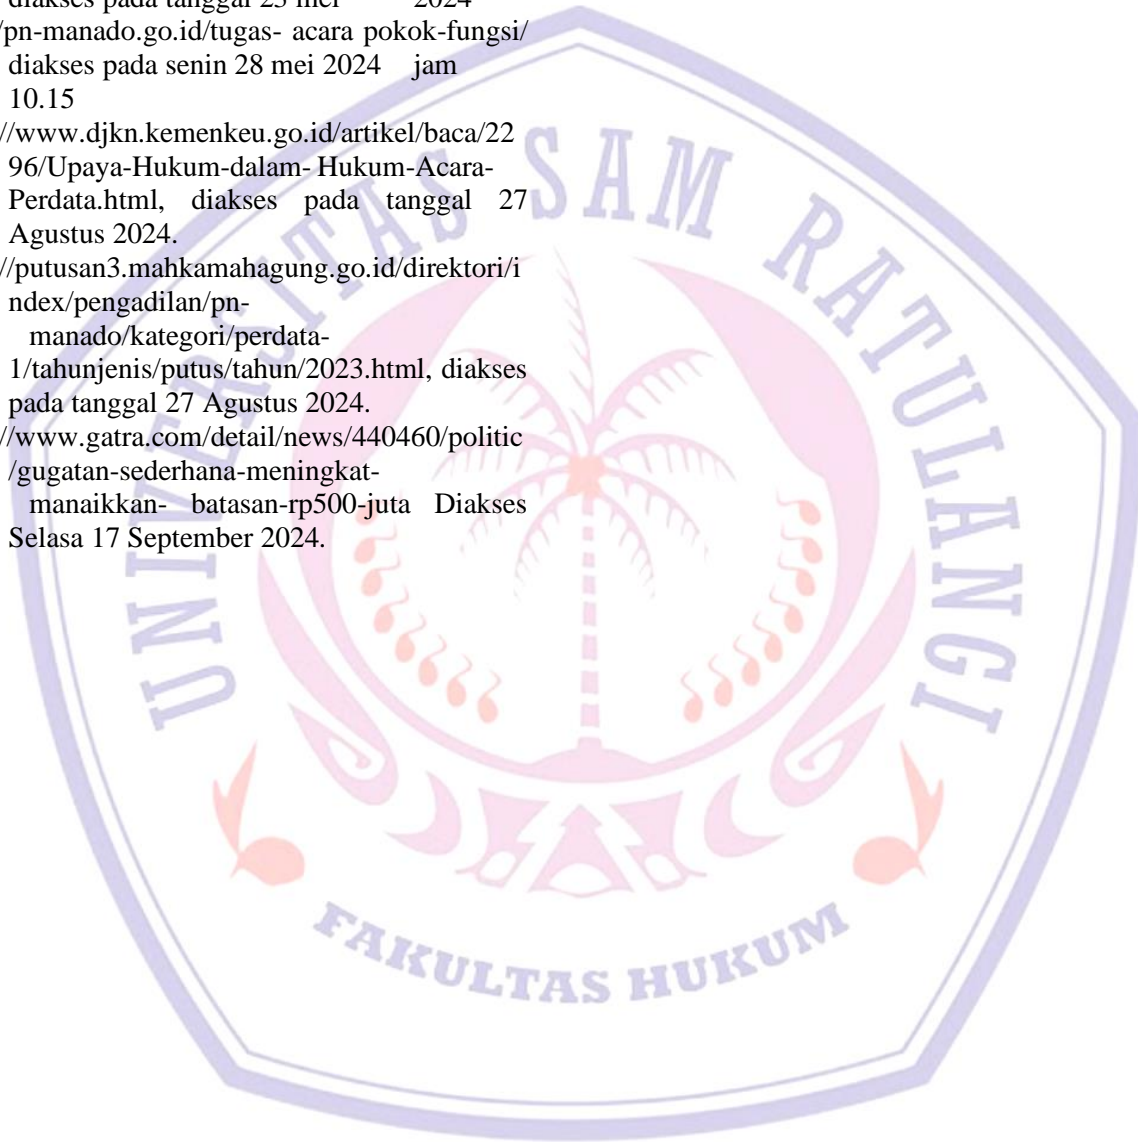 diakses pada tanggal 23 mei 2024
/pn-manado.go.id/tugas- acara pokok-fungsi/
diakses pada senin 28 mei 2024 jam
10.15
//www.djkn.kemenkeu.go.id/artikel/baca/22
96/Upaya-Hukum-dalam- Hukum-Acara-
Perdata.html, diakses pada tanggal 27
Agustus 2024.
//putusan3.mahkamahagung.go.id/direktori/i
ndex/pengadilan/pn-
manado/kategori/perdata-
1/tahunjenis/putus/tahun/2023.html, diakses
pada tanggal 27 Agustus 2024.
//www.gatra.com/detail/news/440460/politic
/gugatan-sederhana-meningkat-
manaikkan- batasan-rp500-juta Diakses
Selasa 17 September 2024.
UNIVERSITAS SAM RATULANGI
FAKULTAS HUKUM